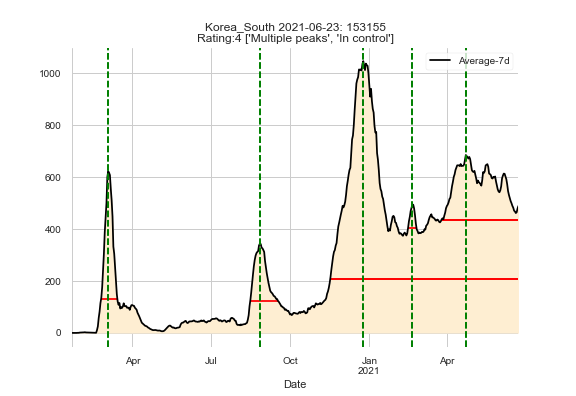 Korea_South 2021-06-23: 153155
Rating:4 ['Multiple peaks', 'In control']
Average-7d
1000
800
600
400
200
0
Apr
Jul
Oct
Jan
2021
Apr
Date